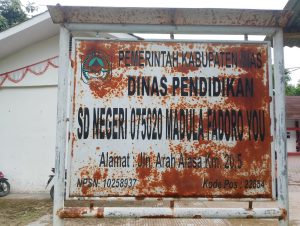 PEMERINTAH KABUPATEN NIAS
DINAS PENDIDIKAN
SD NEGERI 075020 MADULA FADORO YOU
Alamat : Jln. Arah Afasa Km. 20,5
NPSN: 10258937 Kode Pos : 22854